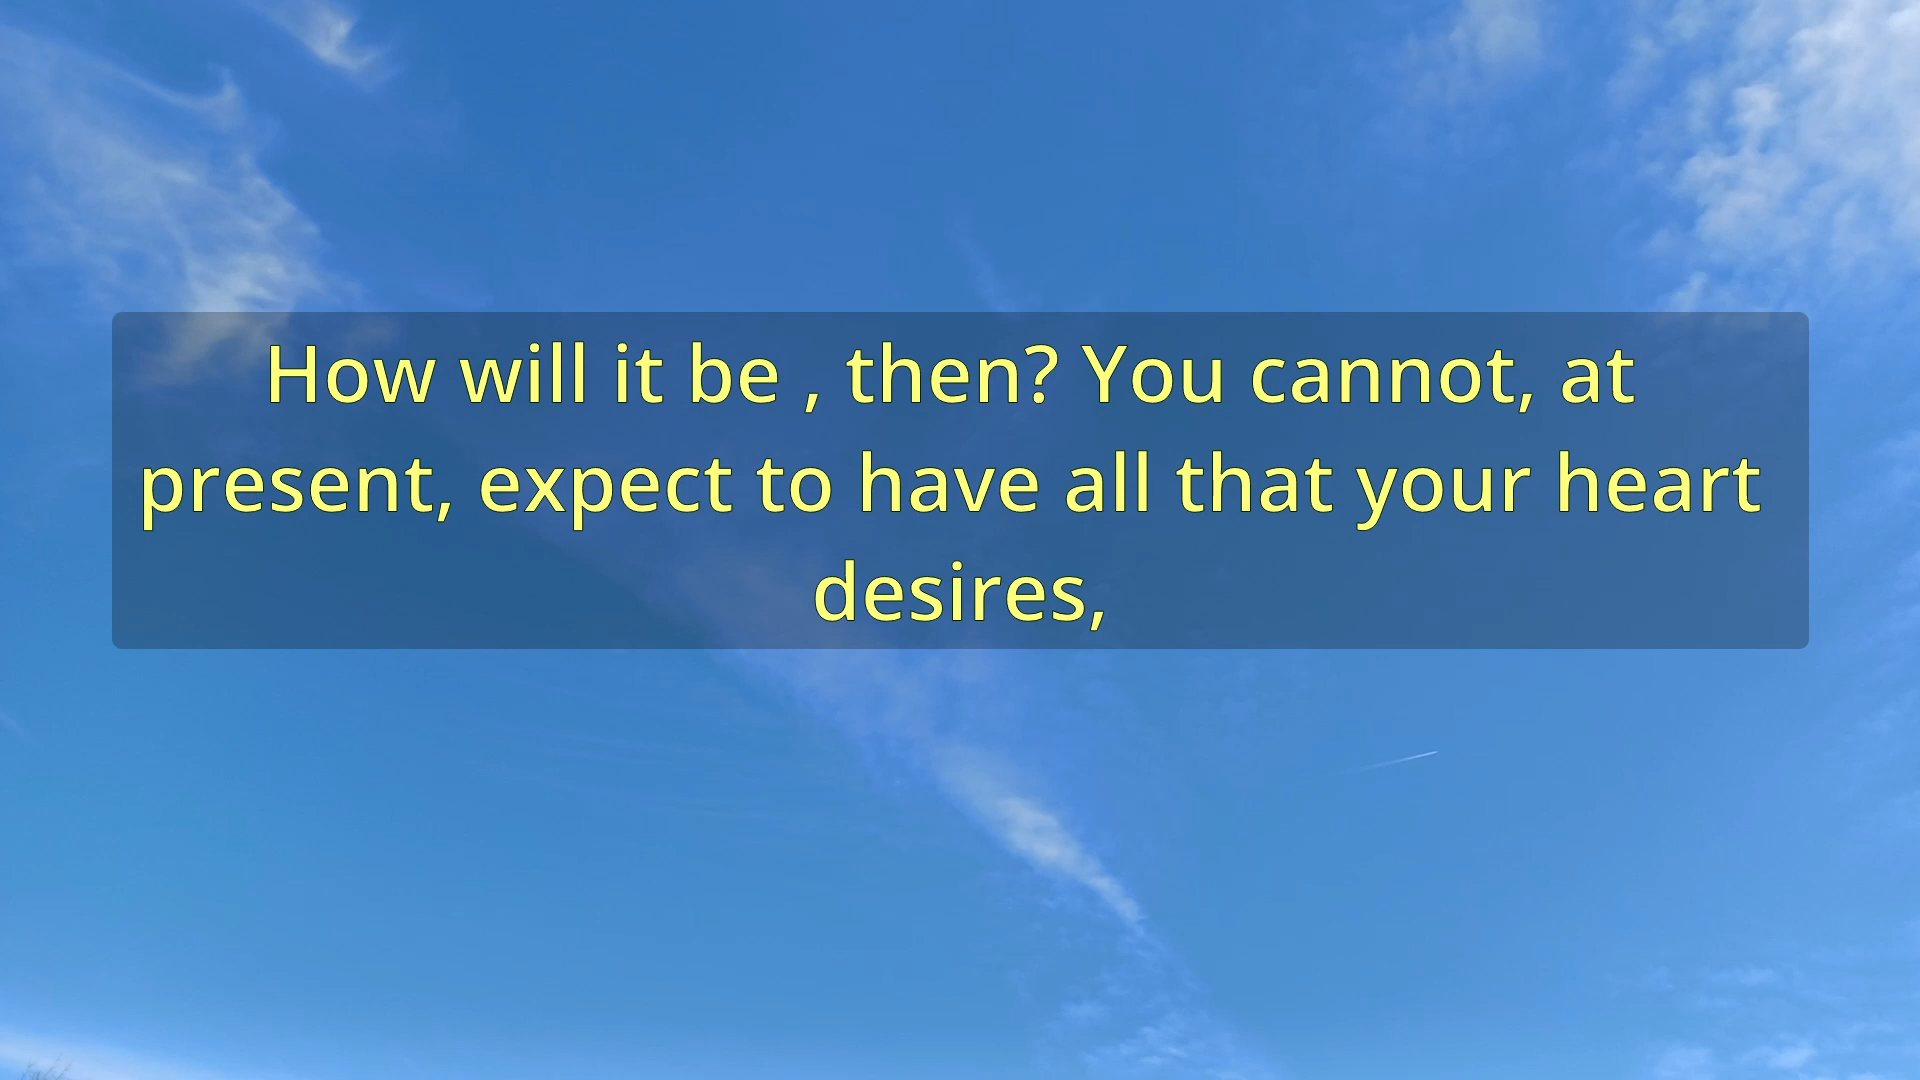 How will it be , then? You cannot, at
present, expect to have all that your heart
desires,